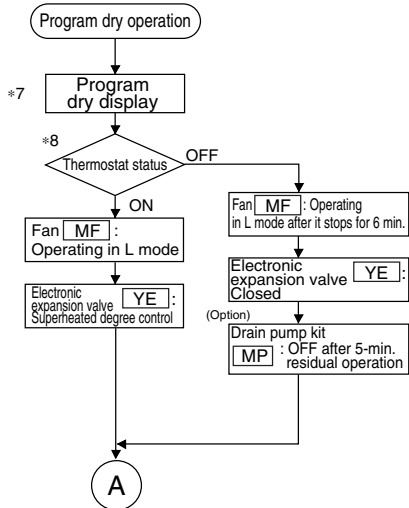 Program dry operation
*7
Program
dry display
*8
Thermostat status
OFF
ON
Fan MF :
Operating in L mode
Electronic
expansion valve YE :
Superheated degree control
Fan MF : Operating
in L mode after it stops for 6 min.
Electronic
expansion valve YE :
Closed
(Option)
Drain pump kit
MP : OFF after 5-min.
residual operation
A